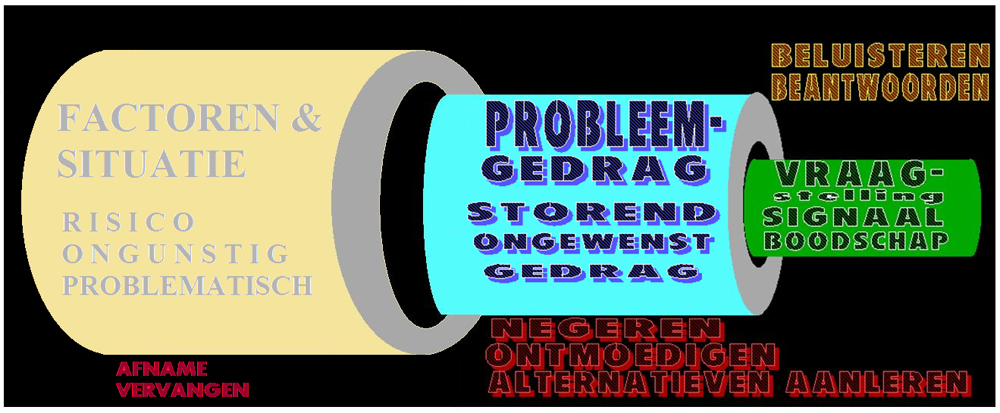 FACTOREN &
SITUATIE
RISICO
ONGUNSTIG
PROBLEMATISCH
AFNAME
VERVANGEN
PROBLEEM-
GEDRAG
STOREND
ONGEWENST
GEDRAG
NEGEREN
ONTMOEDIGEN
ALTERNATIEVEN AANLEREN
BELUISTEREN
BEANTWOORDEN
VRAAG-
stelling
SIGNAAL
BOODSCHAP